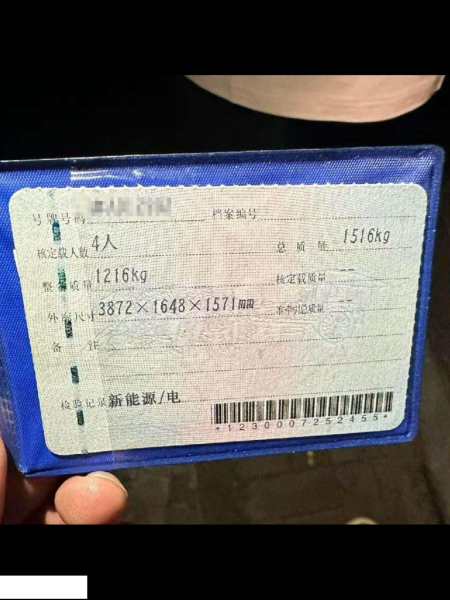 号牌号码 档案编号
核定载人数 4人 总质量 1516kg
整备质量 1216kg 核定载质量 --
外廓尺寸 3872×1648×1571mm 准牵引总质量 --
备注
检验记录 新能源/电
*1230007252455*